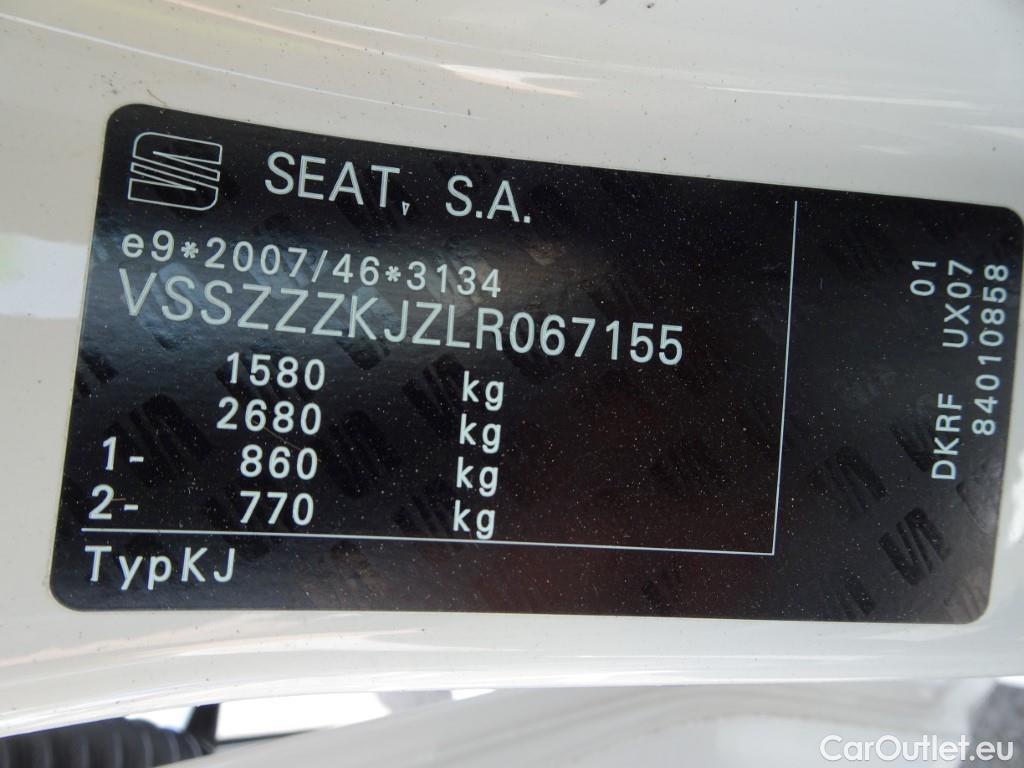 SEAT, S.A.
e9*2007/46*3134
VSSZZZKJZLR067155
1580 kg
2680 kg
1- 860 kg
2- 770 kg
TypKJ
01
DKRF UX07
84010858
CarOutlet.eu